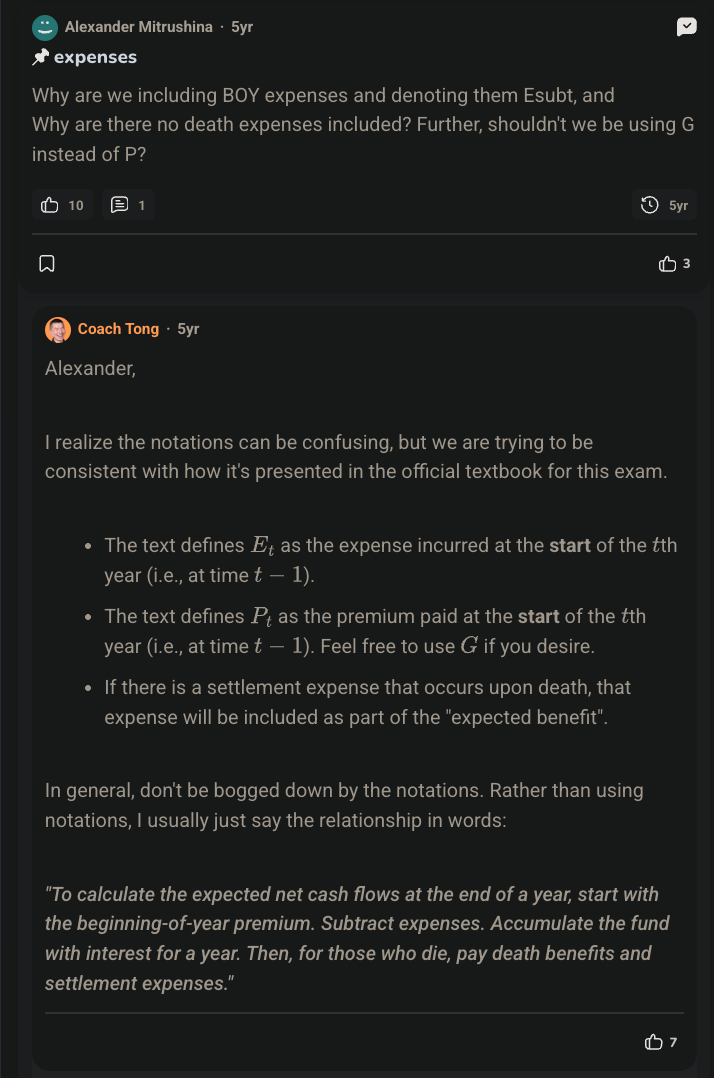 Alexander Mitrushina · 5yr
expenses
Why are we including BOY expenses and denoting them Esubt, and
Why are there no death expenses included? Further, shouldn't we be using G
instead of P?
10 1 5yr
3
Coach Tong · 5yr
Alexander,
I realize the notations can be confusing, but we are trying to be
consistent with how it's presented in the official textbook for this exam.
• The text defines E_t as the expense incurred at the start of the tth
year (i.e., at time t − 1).
• The text defines P_t as the premium paid at the start of the tth
year (i.e., at time t − 1). Feel free to use G if you desire.
• If there is a settlement expense that occurs upon death, that
expense will be included as part of the "expected benefit".
In general, don't be bogged down by the notations. Rather than using
notations, I usually just say the relationship in words:
"To calculate the expected net cash flows at the end of a year, start with
the beginning-of-year premium. Subtract expenses. Accumulate the fund
with interest for a year. Then, for those who die, pay death benefits and
settlement expenses."
7